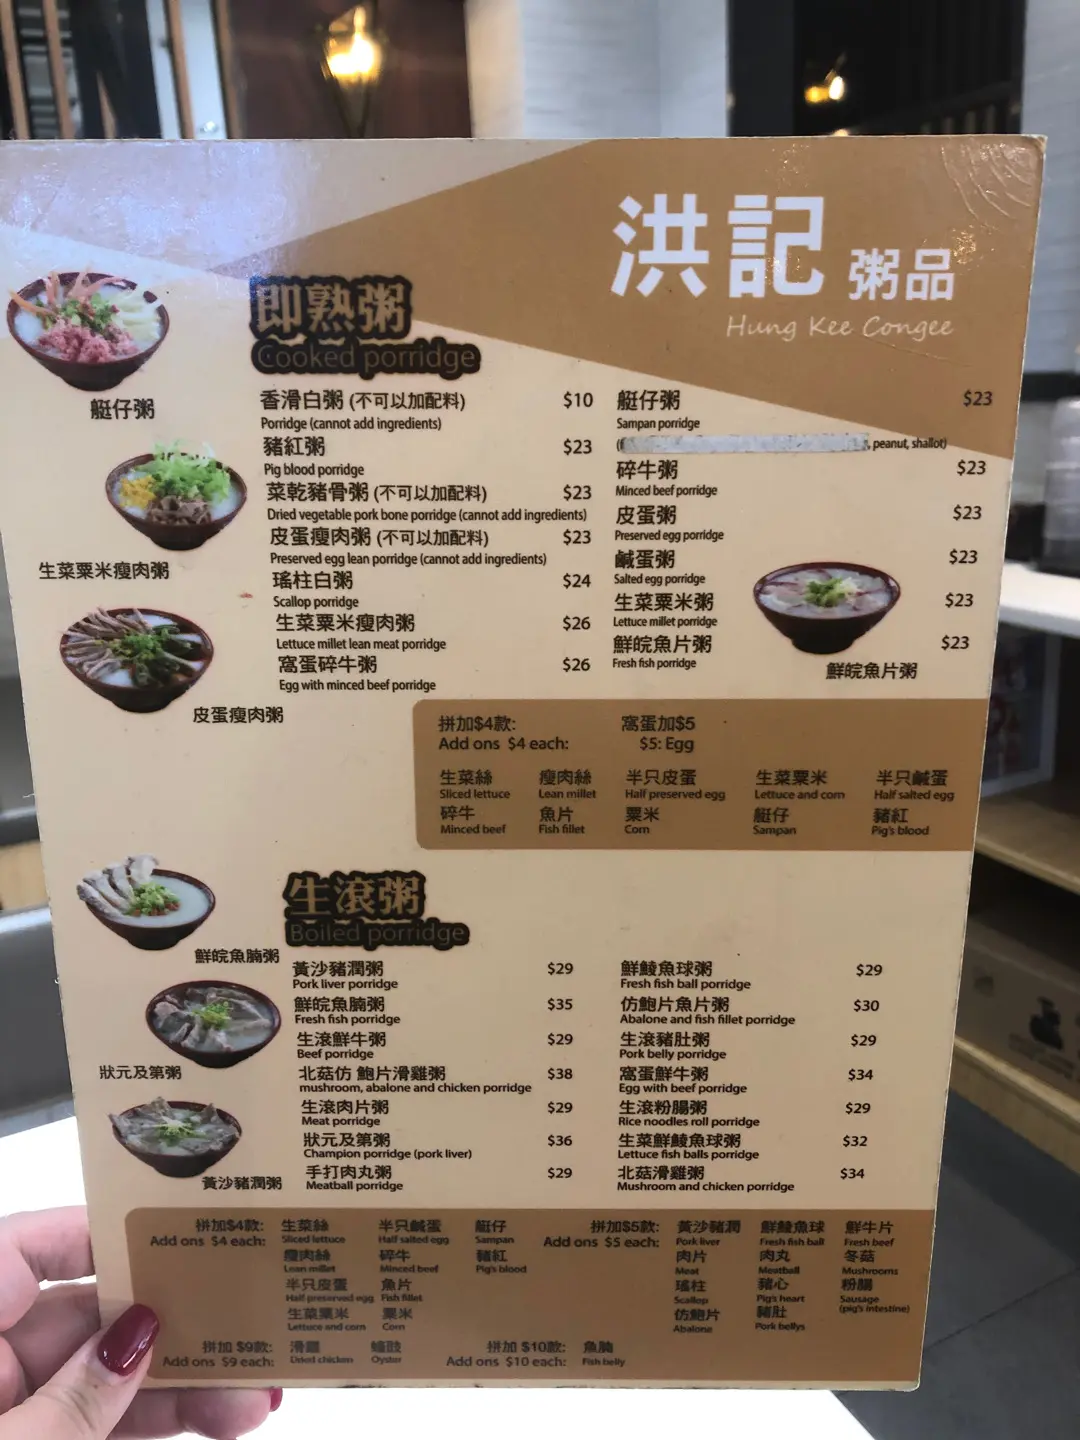 洪記 粥品
Hung Kee Congee
即熟粥
Cooked porridge
艇仔粥
生菜粟米瘦肉粥
皮蛋瘦肉粥
香滑白粥 (不可以加配料) $10
Porridge (cannot add ingredients)
豬紅粥 $23
Pig blood porridge
菜乾豬骨粥 (不可以加配料) $23
Dried vegetable pork bone porridge (cannot add ingredients)
皮蛋瘦肉粥 (不可以加配料) $23
Preserved egg lean porridge (cannot add ingredients)
瑤柱白粥 $24
Scallop porridge
生菜粟米瘦肉粥 $26
Lettuce millet lean meat porridge
窩蛋碎牛粥 $26
Egg with minced beef porridge
艇仔粥 $23
Sampan porridge
peanut, shallot)
碎牛粥 $23
Minced beef porridge
皮蛋粥 $23
Preserved egg porridge
鹹蛋粥 $23
Salted egg porridge
生菜粟米粥 $23
Lettuce millet porridge
鮮皖魚片粥 $23
Fresh fish porridge
鮮皖魚片粥
拼加$4款: 窩蛋加$5
Add ons $4 each: $5: Egg
生菜絲 瘦肉絲 半只皮蛋 生菜粟米 半只鹹蛋
Sliced lettuce Lean millet Half preserved egg Lettuce and corn Half salted egg
碎牛 魚片 粟米 艇仔 豬紅
Minced beef Fish fillet Corn Sampan Pig's blood
生滾粥
Boiled porridge
鮮皖魚腩粥
狀元及第粥
黃沙豬潤粥
黃沙豬潤粥 $29
Pork liver porridge
鮮皖魚腩粥 $35
Fresh fish porridge
生滾鮮牛粥 $29
Beef porridge
北菇仿 鮑片滑雞粥 $38
mushroom, abalone and chicken porridge
生滾肉片粥 $29
Meat porridge
狀元及第粥 $36
Champion porridge (pork liver)
手打肉丸粥 $29
Meatball porridge
鮮鯪魚球粥 $29
Fresh fish ball porridge
仿鮑片魚片粥 $30
Abalone and fish fillet porridge
生滾豬肚粥 $29
Pork belly porridge
窩蛋鮮牛粥 $34
Egg with beef porridge
生滾粉腸粥 $29
Rice noodles roll porridge
生菜鮮鯪魚球粥 $32
Lettuce fish balls porridge
北菇滑雞粥 $34
Mushroom and chicken porridge
拼加$4款: 生菜絲 半只鹹蛋 艇仔
Add ons $4 each: Sliced lettuce Half salted egg Sampan
瘦肉絲 碎牛 豬紅
Lean millet Minced beef Pig's blood
半只皮蛋 魚片
Half preserved egg Fish fillet
生菜粟米 粟米
Lettuce and corn Corn
拼加$5款: 黃沙豬潤 鮮鯪魚球 鮮牛片
Add ons $5 each: Pork liver Fresh fish ball Fresh beef
肉片 肉丸 冬菇
Meat Meatball Mushrooms
瑤柱 豬心 粉腸
Scallop Pig's heart Sausage
(pig's intestine)
仿鮑片 豬肚
Abalone Pork bellys
拼加 $9款: 滑雞 蠔豉
Add ons $9 each: Dried chicken Oyster
拼加 $10款: 魚腩
Add ons $10 each: Fish belly